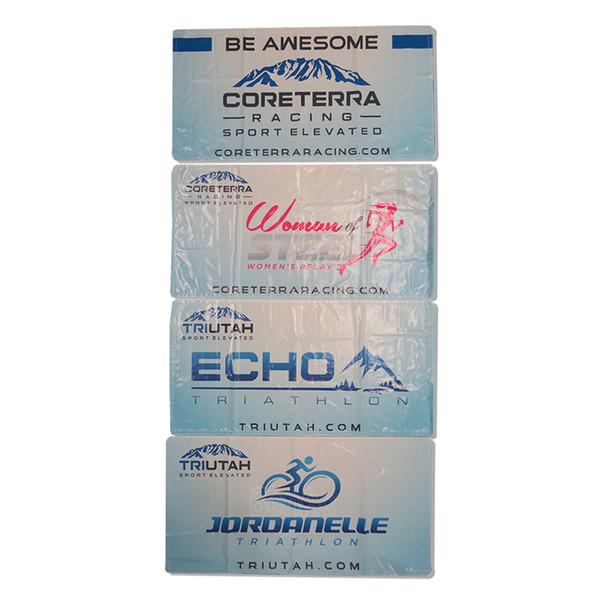 BE AWESOME
CORETERRA
RACING
SPORT ELEVATED
CORETERRARACING.COM
CORETERRA
RACING
SPORT ELEVATED
Woman of
STEEL
WOMEN'S RELAY
CORETERRARACING.COM
TRIUTAH
SPORT ELEVATED
ECHO
TRIATHLON
TRIUTAH.COM
TRIUTAH
SPORT ELEVATED
JORDANELLE
TRIATHLON
TRIUTAH.COM